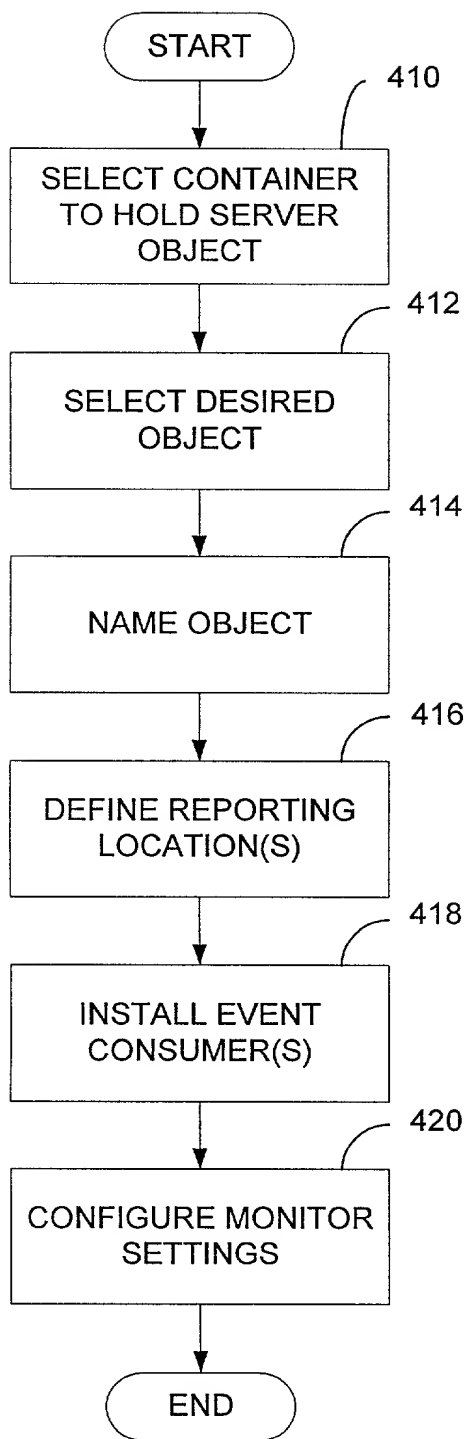 START
410
SELECT CONTAINER
TO HOLD SERVER
OBJECT
412
SELECT DESIRED
OBJECT
414
NAME OBJECT
416
DEFINE REPORTING
LOCATION(S)
418
INSTALL EVENT
CONSUMER(S)
420
CONFIGURE MONITOR
SETTINGS
END